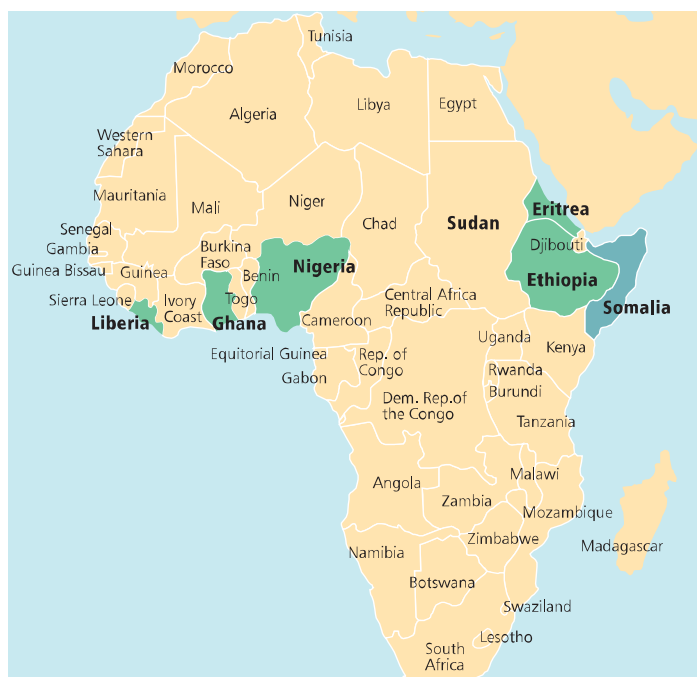 Tunisia
Morocco
Algeria
Libya
Egypt
Western
Sahara
Mauritania
Mali
Niger
Chad
Sudan
Eritrea
Senegal
Gambia
Guinea Bissau
Guinea
Burkina
Faso
Benin
Nigeria
Djibouti
Ethiopia
Somalia
Sierra Leone
Liberia
Ivory
Coast
Togo
Ghana
Cameroon
Central Africa
Republic
Equitorial Guinea
Gabon
Rep. of
Congo
Uganda
Kenya
Rwanda
Burundi
Dem. Rep.of
the Congo
Tanzania
Angola
Zambia
Malawi
Mozambique
Zimbabwe
Madagascar
Namibia
Botswana
Swaziland
Lesotho
South
Africa